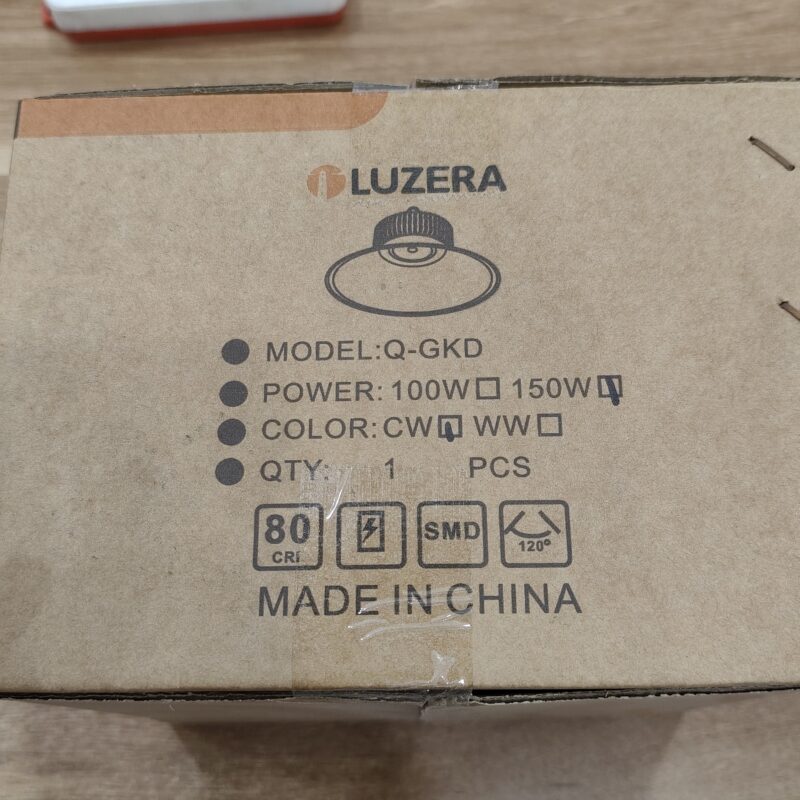 LUZERA
MODEL:Q-GKD
POWER: 100W 150W
COLOR: CW WW
QTY: 1 PCS
80 CRI
SMD
120°
MADE IN CHINA